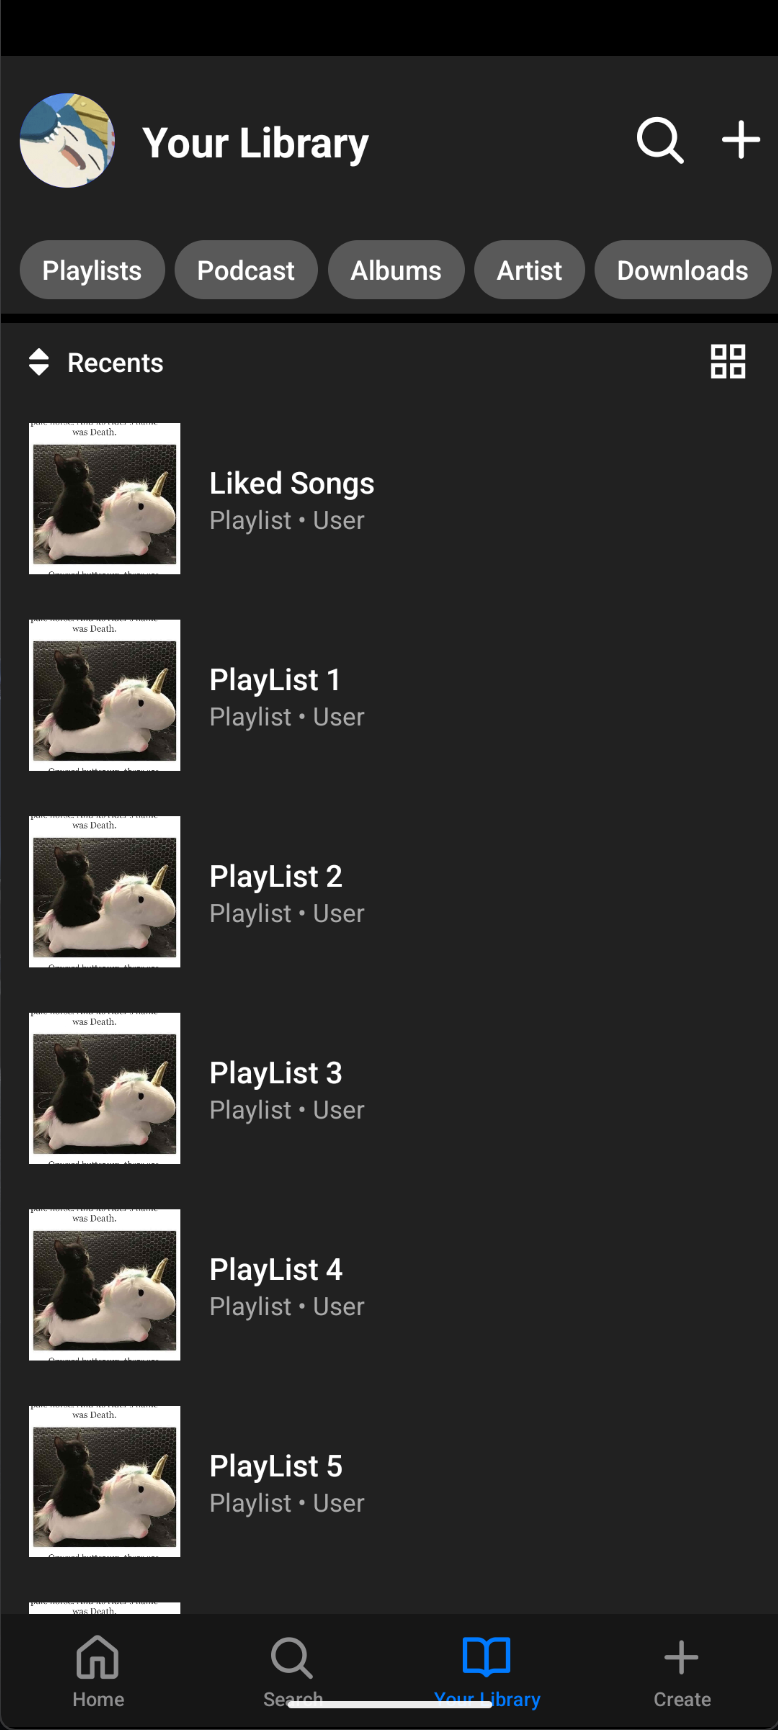 Your Library
Playlists
Podcast
Albums
Artist
Downloads
Recents
was Death.
Liked Songs
Playlist • User
was Death.
PlayList 1
Playlist • User
was Death.
PlayList 2
Playlist • User
was Death.
PlayList 3
Playlist • User
was Death.
PlayList 4
Playlist • User
was Death.
PlayList 5
Playlist • User
was Death.
Home
Search
Your Library
Create